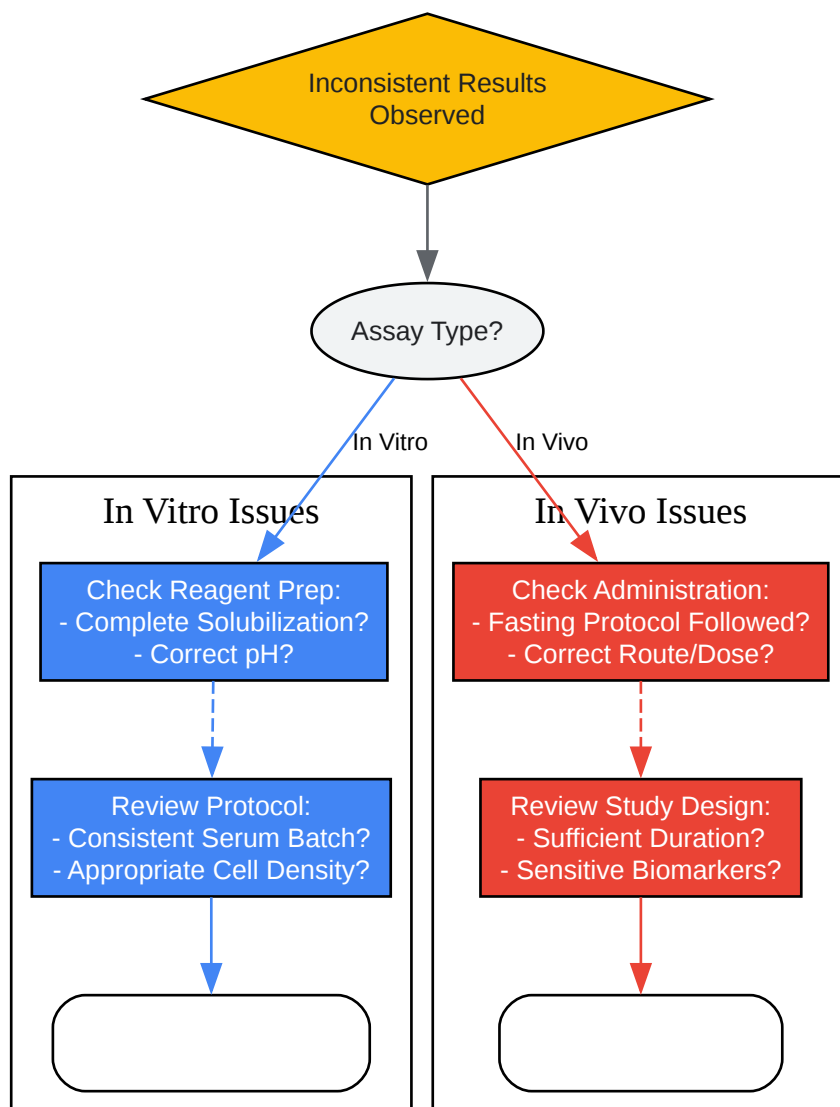 Inconsistent Results
Observed
Assay Type?
In Vitro
In Vivo
In Vitro Issues
Check Reagent Prep:
- Complete Solubilization?
- Correct pH?
Review Protocol:
- Consistent Serum Batch?
- Appropriate Cell Density?
In Vivo Issues
Check Administration:
- Fasting Protocol Followed?
- Correct Route/Dose?
Review Study Design:
- Sufficient Duration?
- Sensitive Biomarkers?